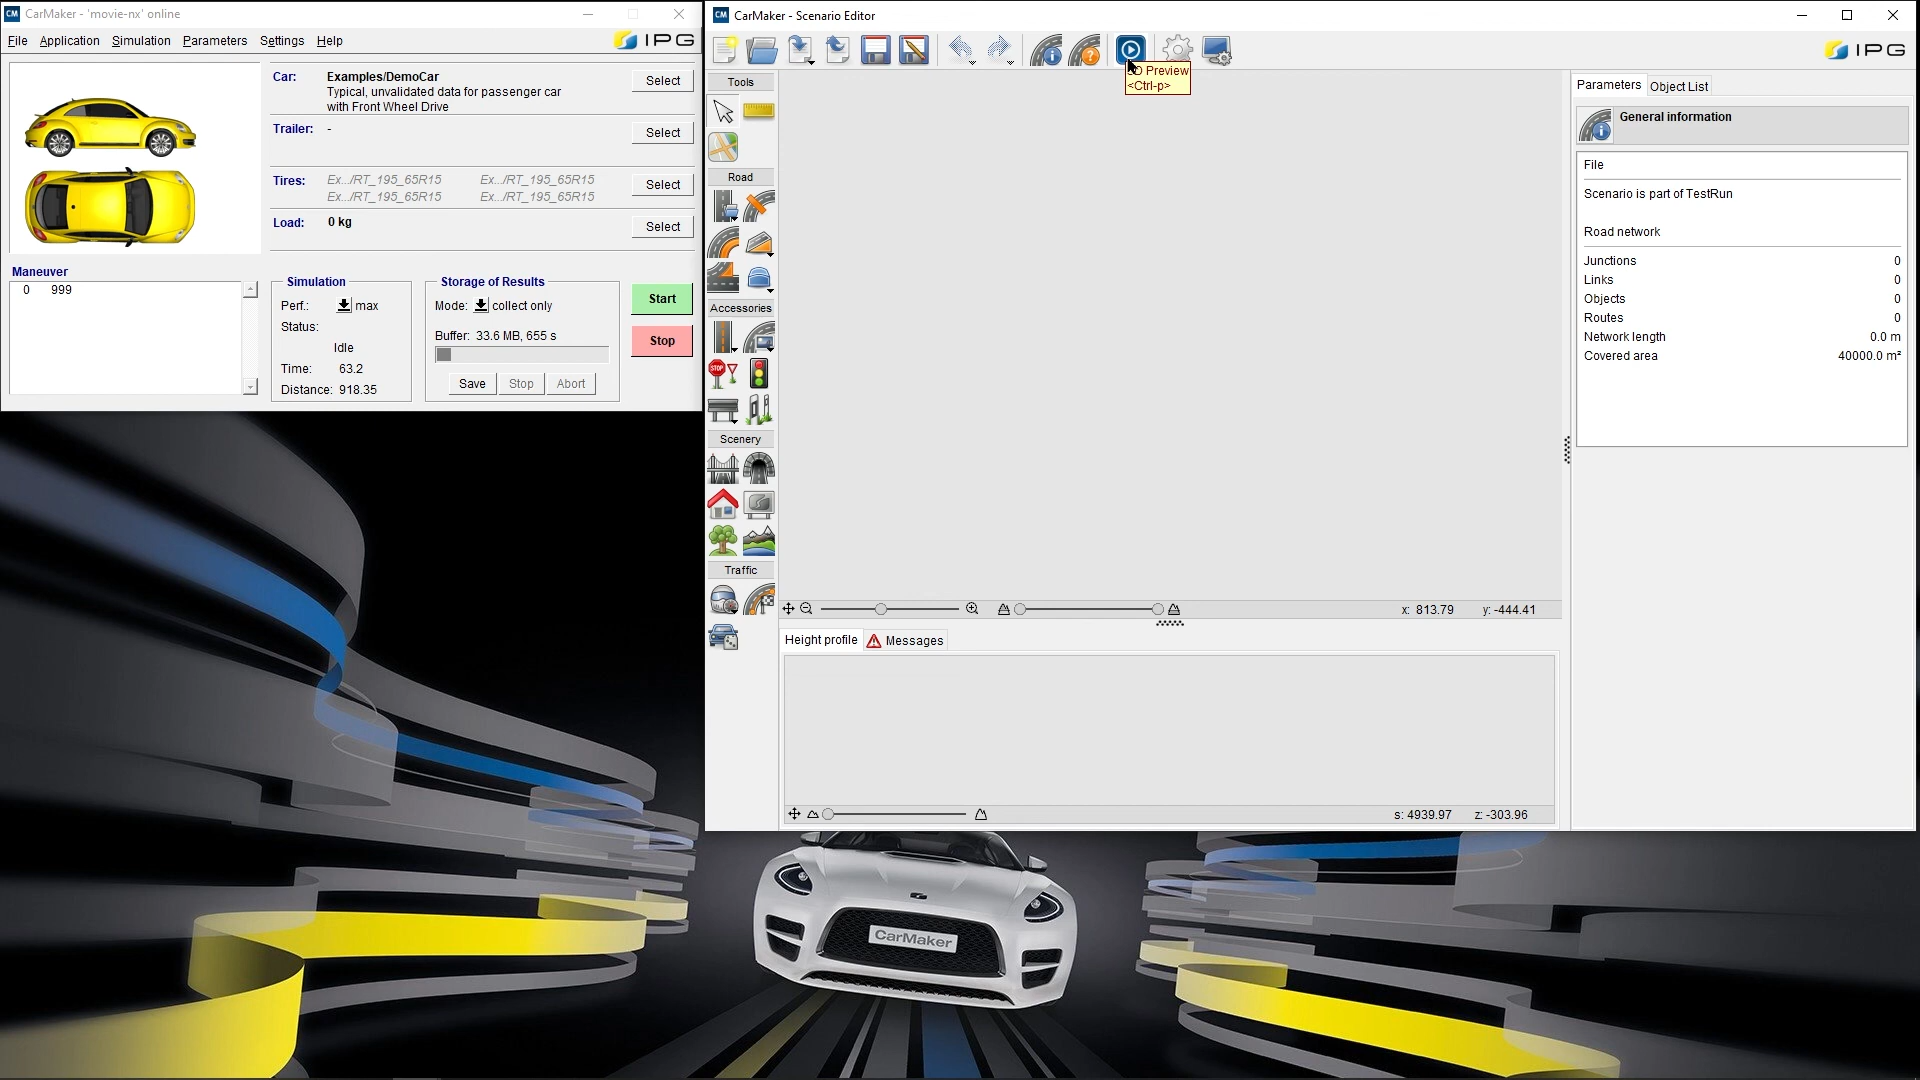 CM CarMaker - 'movie-nx' online
File Application Simulation Parameters Settings Help
IPG
Car: Examples/DemoCar
Typical, unvalidated data for passenger car
with Front Wheel Drive
Select
Trailer: -
Select
Tires: Ex.../RT_195_65R15 Ex.../RT_195_65R15
Ex.../RT_195_65R15 Ex.../RT_195_65R15
Select
Load: 0 kg
Select
Maneuver
0 999
Simulation
Perf.: max
Status:
Idle
Time: 63.2
Distance: 918.35
Storage of Results
Mode: collect only
Buffer: 33.6 MB, 655 s
Save Stop Abort
Start
Stop
CM CarMaker - Scenario Editor
IPG
D Preview
<Ctrl-p>
Tools
Road
Accessories
STOP
Scenery
Traffic
x: 813.79 y: -444.41
Height profile Messages
s: 4939.97 z: -303.96
Parameters Object List
General information
File
Scenario is part of TestRun
Road network
Junctions 0
Links 0
Objects 0
Routes 0
Network length 0.0 m
Covered area 40000.0 m²
CarMaker